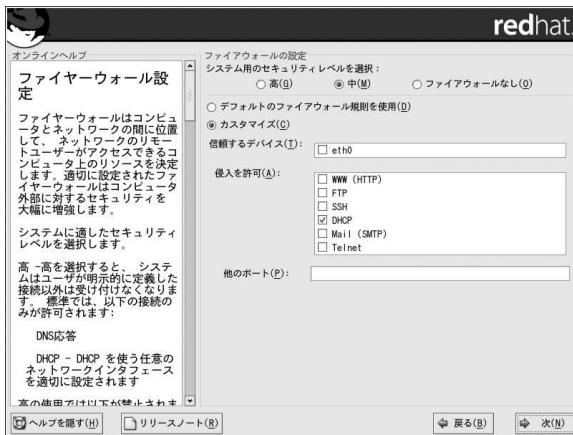 redhat.
オンラインヘルプ
ファイヤーウォール設
定
ファイヤーウォールはコンピュ
ータとネットワークの間に位置
して、 ネットワークのリモー
トユーザーがアクセスできるコ
ンピュータ上のリソースを決定
します。適切に設定されたファ
イヤーウォールはコンピュータ
外部に対するセキュリティを
大幅に増強します。
システムに適したセキュリティ
レベルを選択します。
高 -高を選択すると、 システ
ムはユーザが明示的に定義した
接続以外は受け付けなくなりま
す。 標準では、以下の接続の
みが許可されます:
DNS応答
DHCP - DHCP を使う任意の
ネットワークインタフェース
を適切に設定されます
高の使用では以下が禁止されま
ファイアウォールの設定
システム用のセキュリティレベルを選択：
高(G) 中(M) ファイアウォールなし(O)
デフォルトのファイアウォール規則を使用(D)
カスタマイズ(C)
信頼するデバイス(T): eth0
侵入を許可(A): WWW (HTTP)
FTP
SSH
DHCP
Mail (SMTP)
Telnet
他のポート(P):
ヘルプを隠す(H) リリースノート(R) 戻る(B) 次(N)